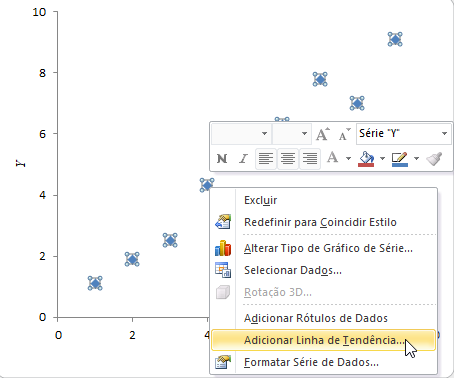 10
8
6
4
2
0
Y
0
2
4
0
A
A
Série "Y"
N I A
Excluir
Redefinir para Coincidir Estilo
Alterar Tipo de Gráfico de Série...
Selecionar Dados...
Rotação 3D...
Adicionar Rótulos de Dados
Adicionar Linha de Tendência...
Formatar Série de Dados...